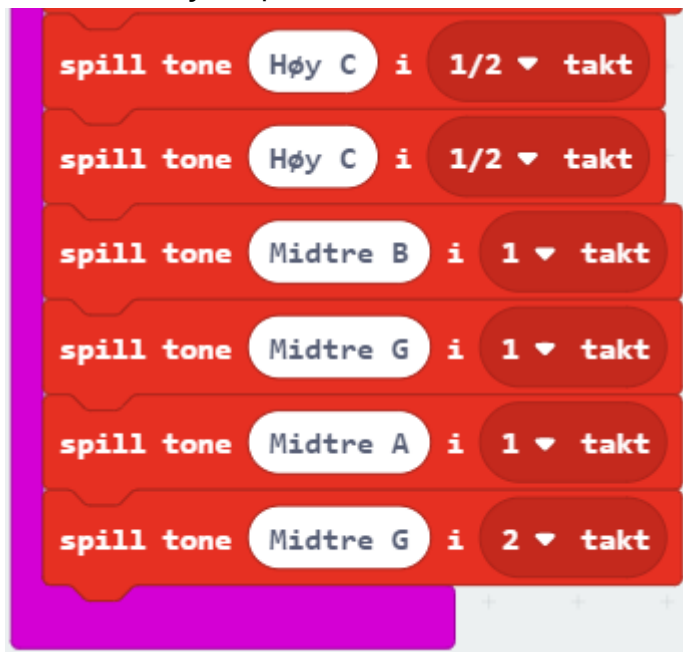 spill tone Høy C i 1/2 takt
spill tone Høy C i 1/2 takt
spill tone Midtre B i 1 takt
spill tone Midtre G i 1 takt
spill tone Midtre A i 1 takt
spill tone Midtre G i 2 takt